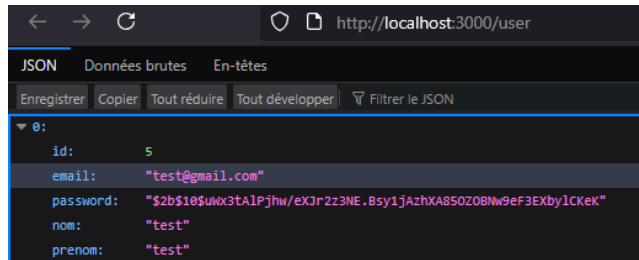 http://localhost:3000/user
JSON Données brutes En-têtes
Enregistrer Copier Tout réduire Tout développer Filtrer le JSON
0:
id: 5
email: "test@gmail.com"
password: "$2b$10$uWx3tAlPjhw/eXJr2z3NE.Bsy1jAzhXA85OZOBNw9eF3EXbylCKeK"
nom: "test"
prenom: "test"